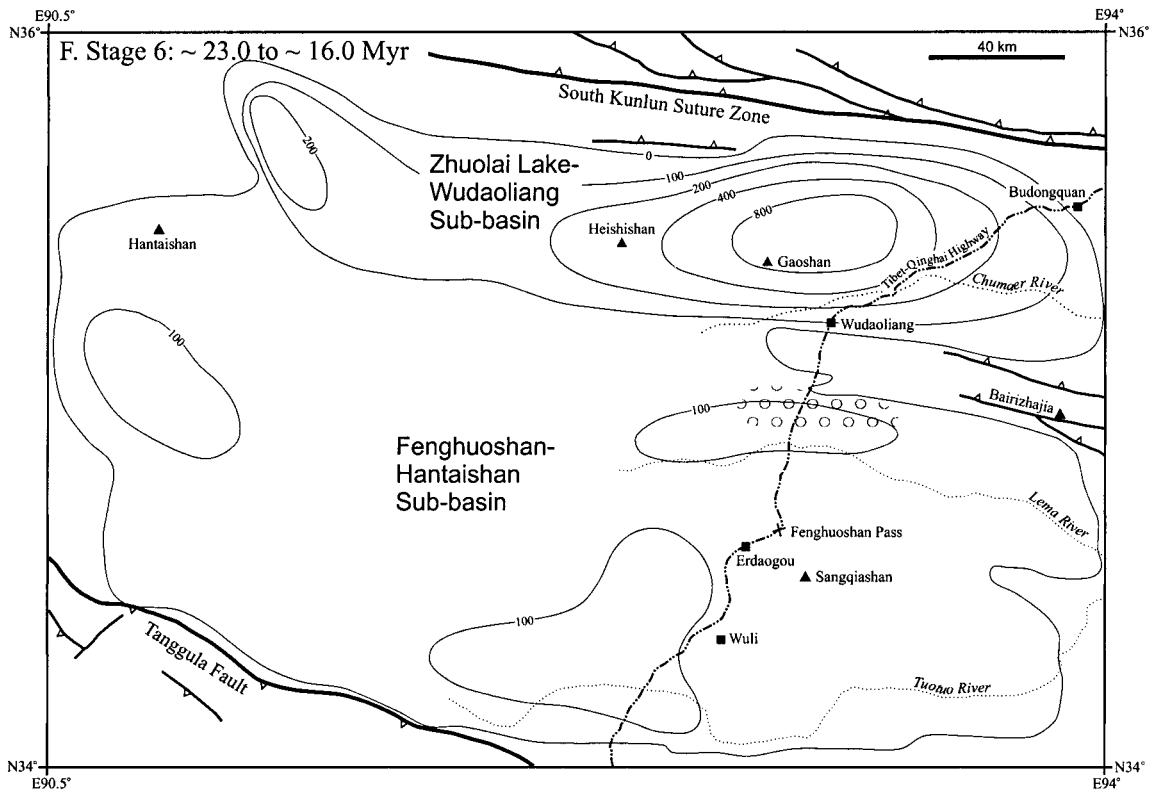 E90.5°
E94°
N36°
N36°
F. Stage 6: ~ 23.0 to ~ 16.0 Myr
40 km
South Kunlun Suture Zone
200
0
Zhuolai Lake-
Wudaoliang
Sub-basin
100
200
400
800
Budongquan
Hantaishan
Heishishan
Gaoshan
Tibet-Qinghai Highway
Chumaer River
Wudaoliang
100
Bairizhajia
100
Fenghuoshan-
Hantaishan
Sub-basin
Lema River
Fenghuoshan Pass
Erdaogou
Sangqiashan
100
Wuli
Tanggula Fault
Tuotuo River
N34°
N34°
E90.5°
E94°